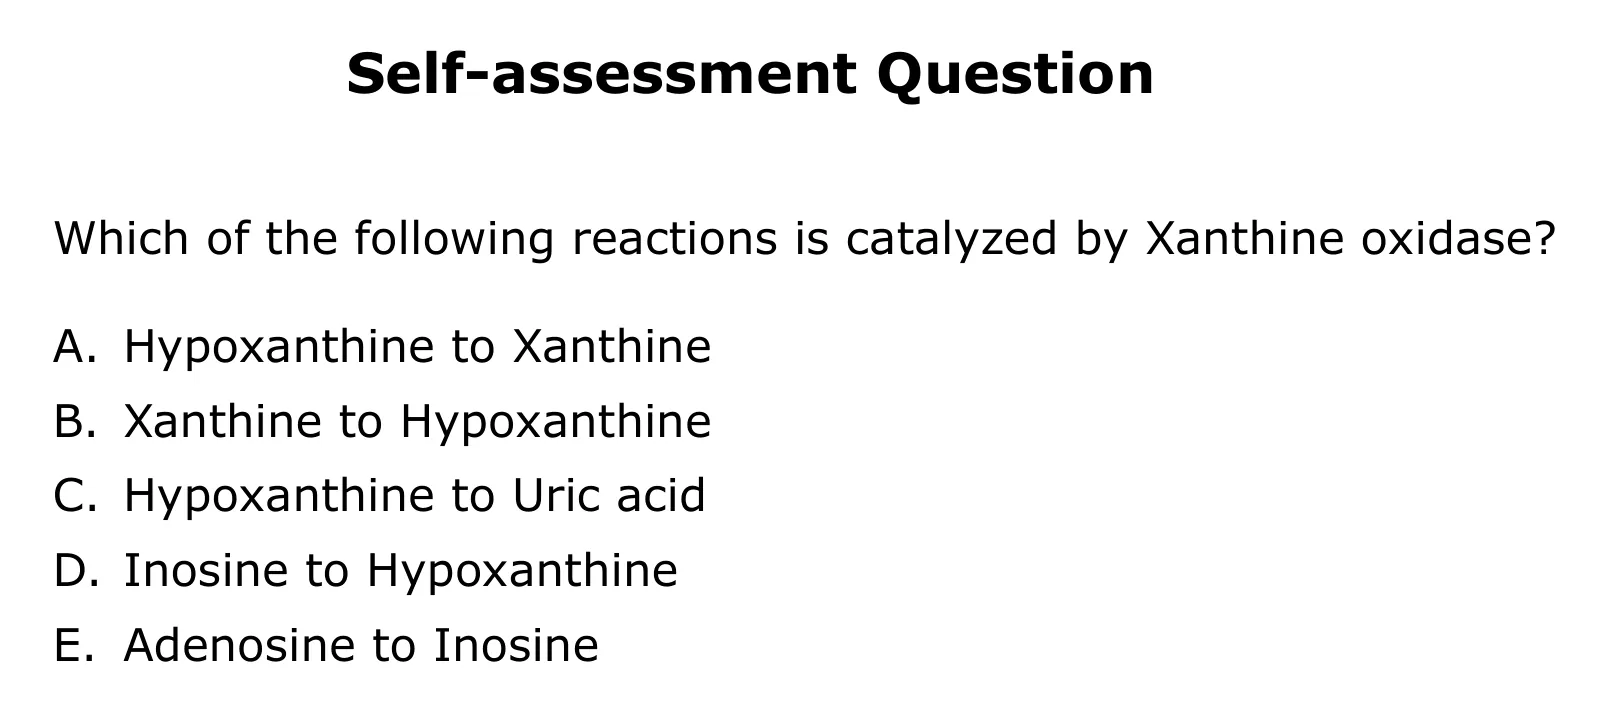 Self-assessment Question
Which of the following reactions is catalyzed by Xanthine oxidase?
A. Hypoxanthine to Xanthine
B. Xanthine to Hypoxanthine
C. Hypoxanthine to Uric acid
D. Inosine to Hypoxanthine
E. Adenosine to Inosine